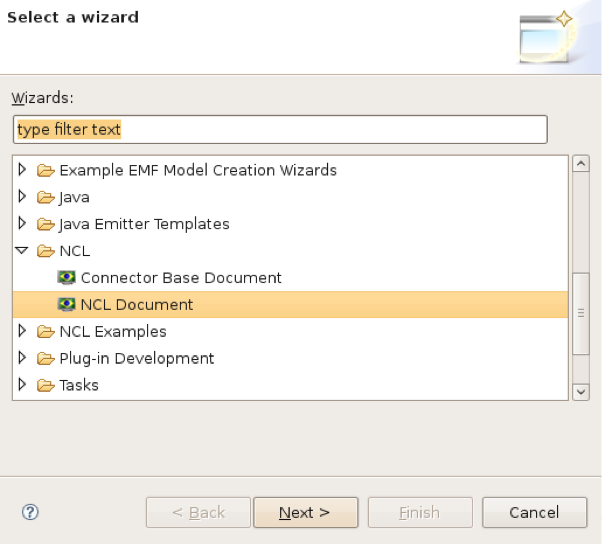 Select a wizard
Wizards:
type filter text
Example EMF Model Creation Wizards
Java
Java Emitter Templates
NCL
Connector Base Document
NCL Document
NCL Examples
Plug-in Development
Tasks
? < Back Next > Finish Cancel